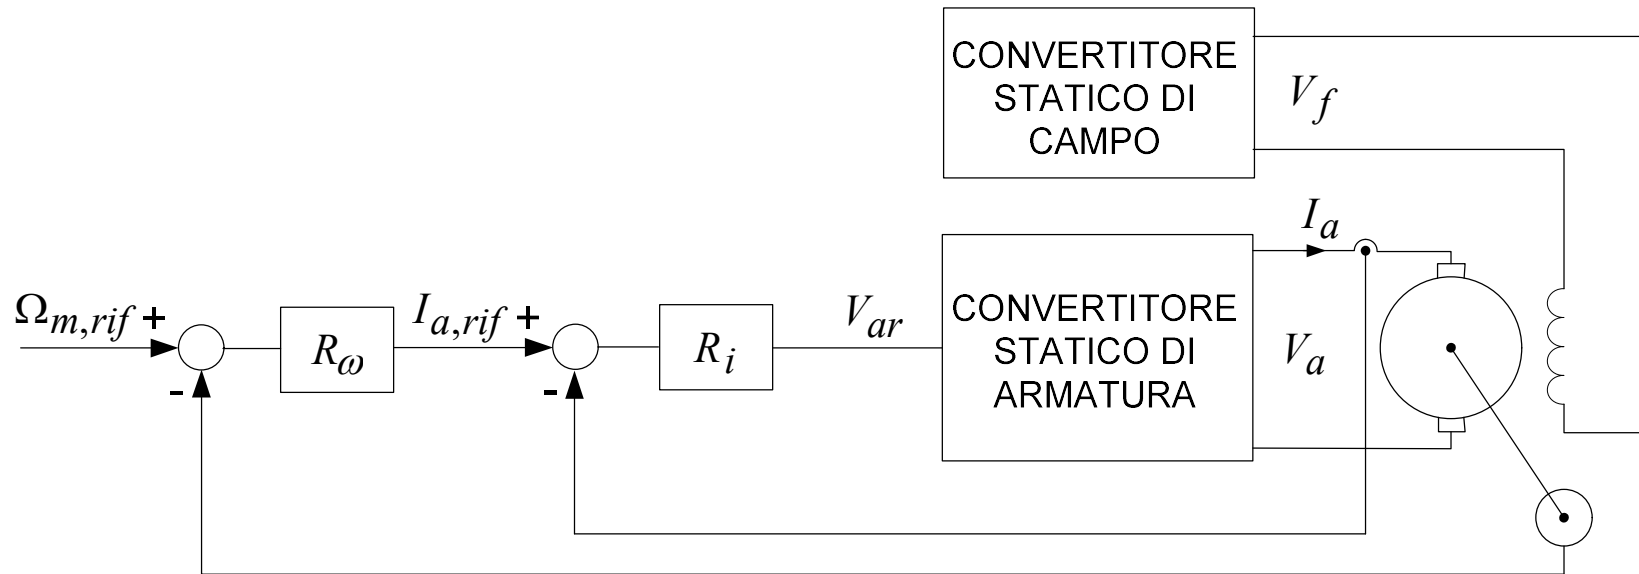 CONVERTITORE
STATICO DI
CAMPO
V_f
I_a
Ω_m,rif +
-
R_ω
I_a,rif +
-
R_i
V_ar
CONVERTITORE
STATICO DI
ARMATURA
V_a